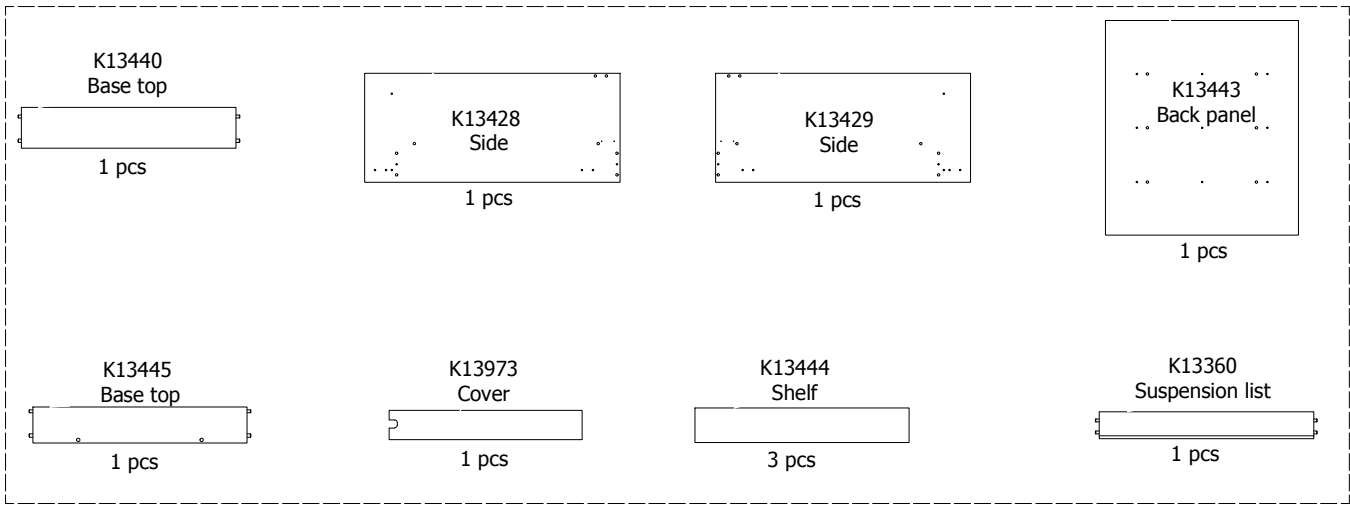 K13440
Base top
1 pcs
K13428
Side
1 pcs
K13429
Side
1 pcs
K13443
Back panel
1 pcs
K13445
Base top
1 pcs
K13973
Cover
1 pcs
K13444
Shelf
3 pcs
K13360
Suspension list
1 pcs